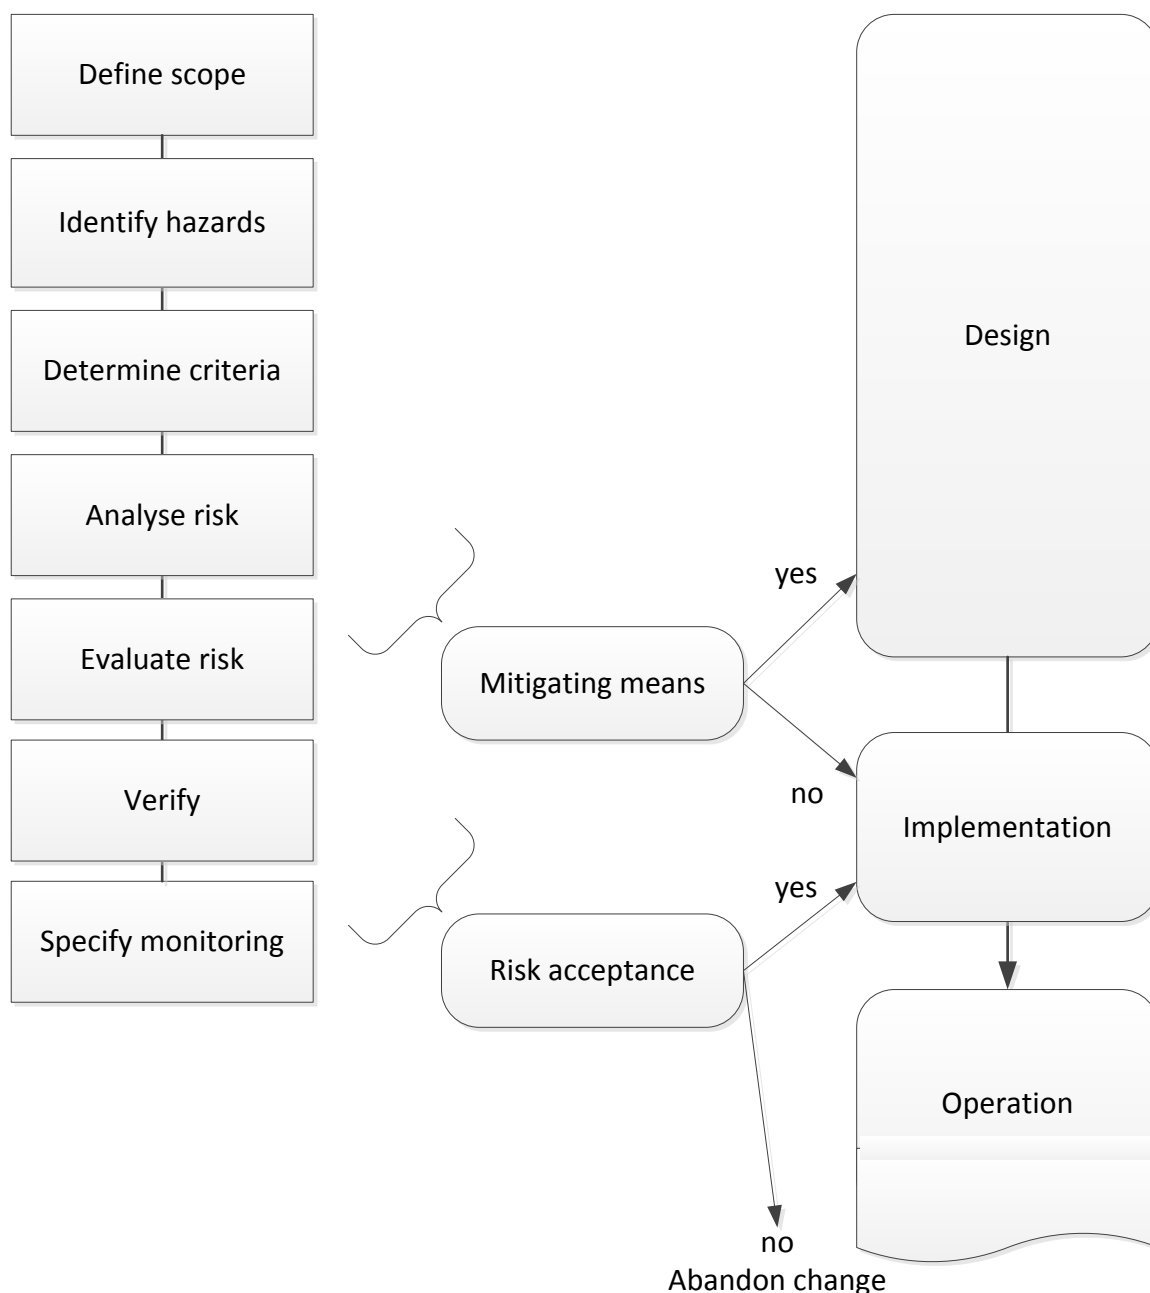 Define scope
Identify hazards
Determine criteria
Analyse risk
Evaluate risk
Verify
Specify monitoring
Mitigating means
yes
no
Risk acceptance
yes
no
Abandon change
Design
Implementation
Operation